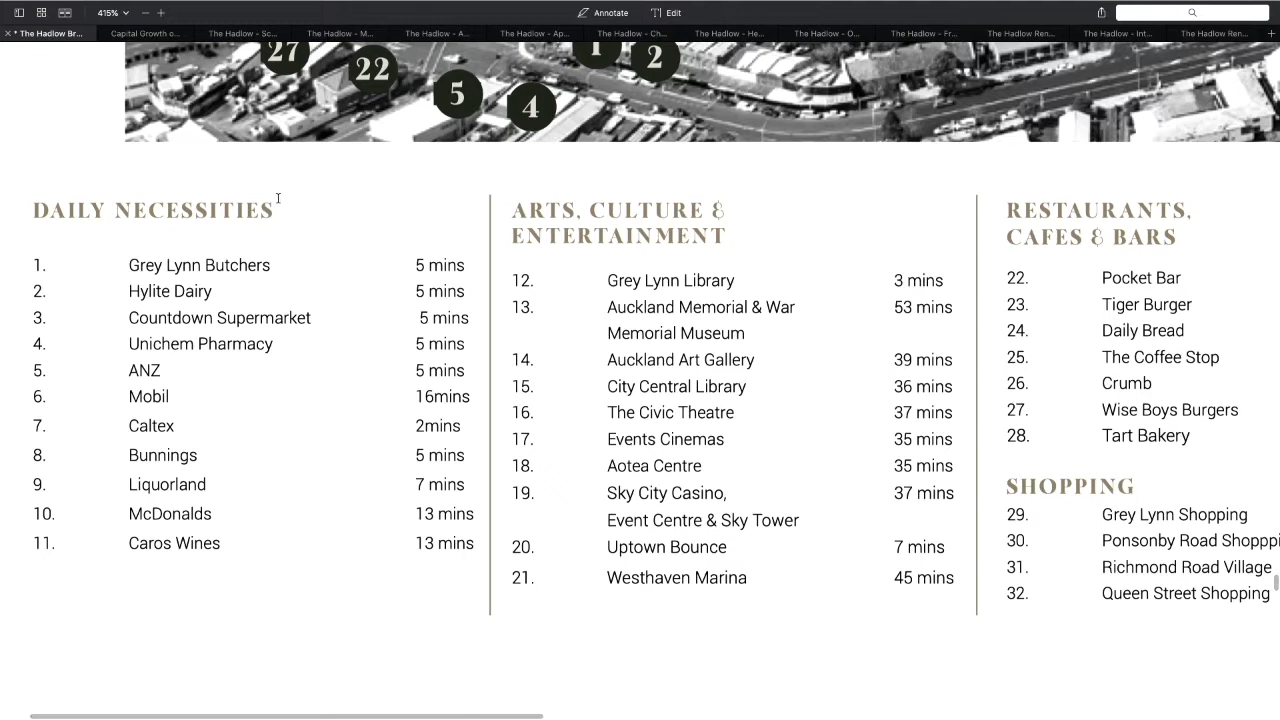 415%
Annotate
Edit
* The Hadlow Br...
Capital Growth o...
The Hadlow - Sc...
The Hadlow - M...
The Hadlow - A...
The Hadlow - Ap...
The Hadlow - Ch...
The Hadlow - He...
The Hadlow - O...
The Hadlow - Fr...
The Hadlow Ren...
The Hadlow - Int...
The Hadlow Ren...
27
22
5
4
1
2
DAILY NECESSITIES
1. Grey Lynn Butchers 5 mins
2. Hylite Dairy 5 mins
3. Countdown Supermarket 5 mins
4. Unichem Pharmacy 5 mins
5. ANZ 5 mins
6. Mobil 16mins
7. Caltex 2mins
8. Bunnings 5 mins
9. Liquorland 7 mins
10. McDonalds 13 mins
11. Caros Wines 13 mins
ARTS, CULTURE &
ENTERTAINMENT
12. Grey Lynn Library 3 mins
13. Auckland Memorial & War 53 mins
Memorial Museum
14. Auckland Art Gallery 39 mins
15. City Central Library 36 mins
16. The Civic Theatre 37 mins
17. Events Cinemas 35 mins
18. Aotea Centre 35 mins
19. Sky City Casino, 37 mins
Event Centre & Sky Tower
20. Uptown Bounce 7 mins
21. Westhaven Marina 45 mins
RESTAURANTS,
CAFES & BARS
22. Pocket Bar
23. Tiger Burger
24. Daily Bread
25. The Coffee Stop
26. Crumb
27. Wise Boys Burgers
28. Tart Bakery
SHOPPING
29. Grey Lynn Shopping
30. Ponsonby Road Shopppi
31. Richmond Road Village
32. Queen Street Shopping